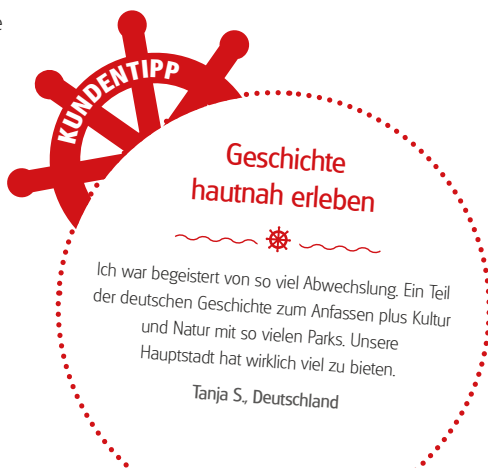 e
KUNDENTIPP
Geschichte
hautnah erleben
Ich war begeistert von so viel Abwechslung. Ein Teil
der deutschen Geschichte zum Anfassen plus Kultur
und Natur mit so vielen Parks. Unsere
Hauptstadt hat wirklich viel zu bieten.
Tanja S., Deutschland